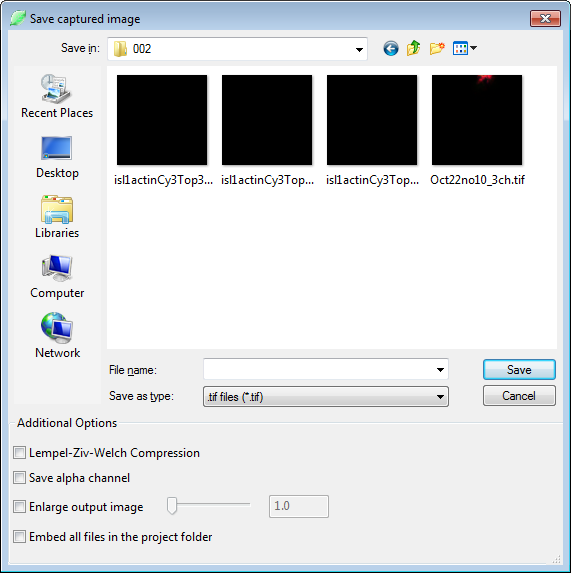 Save captured image
Save in:
002
Recent Places
Desktop
Libraries
Computer
Network
isl1actinCy3Top3...
isl1actinCy3Top...
isl1actinCy3Top...
Oct22no10_3ch.tif
File name:
Save
Save as type:
.tif files (*.tif)
Cancel
Additional Options
Lempel-Ziv-Welch Compression
Save alpha channel
Enlarge output image
1.0
Embed all files in the project folder